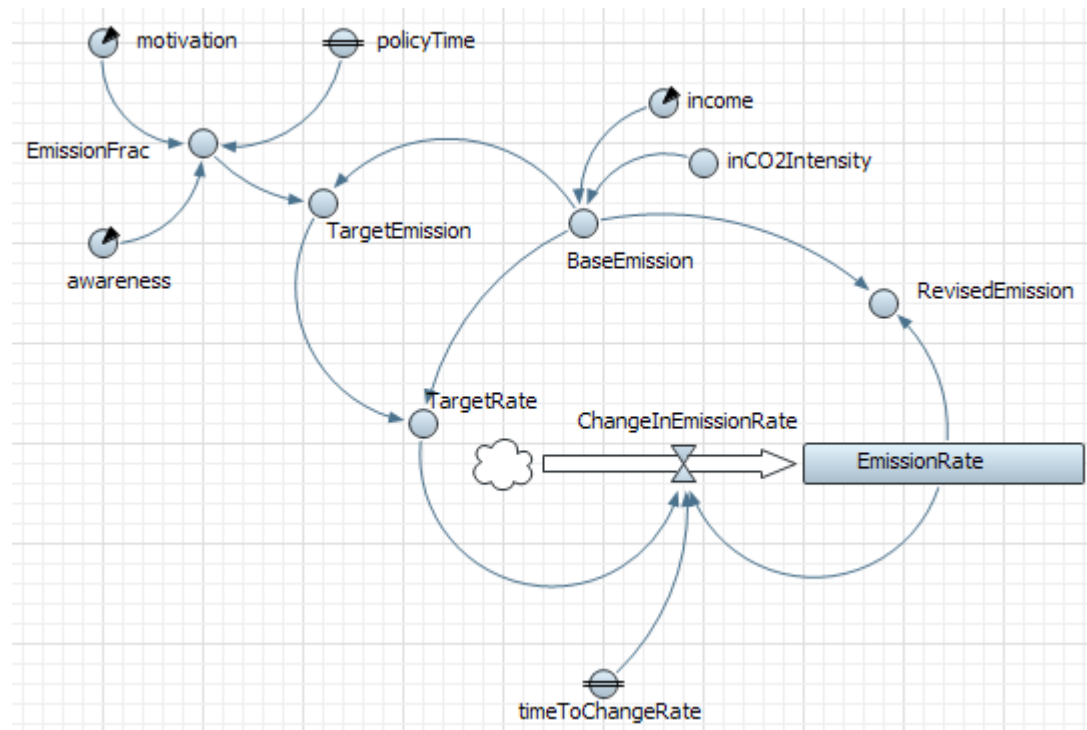 motivation
policyTime
income
EmissionFrac
inCO2Intensity
TargetEmission
BaseEmission
awareness
RevisedEmission
TargetRate
ChangeInEmissionRate
EmissionRate
timeToChangeRate